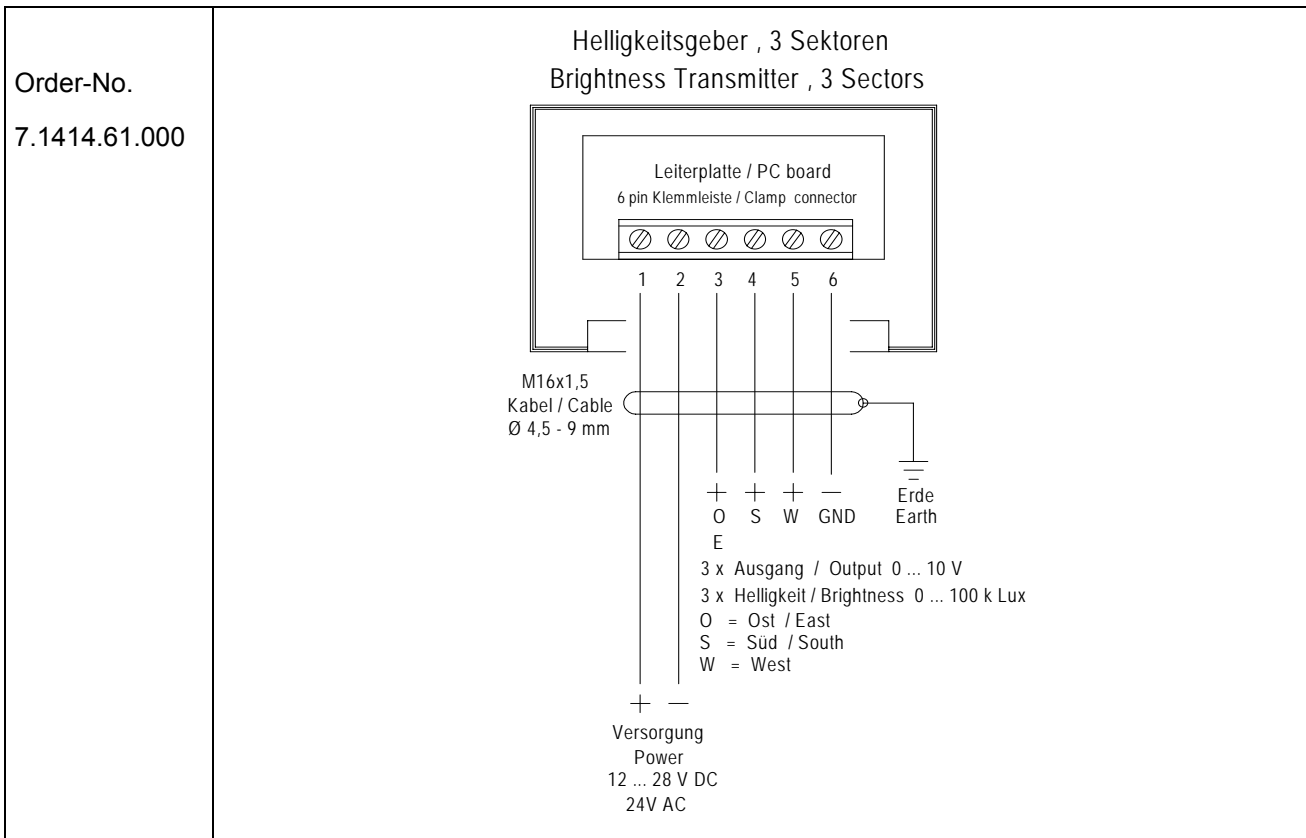 Order-No.
7.1414.61.000
Helligkeitsgeber , 3 Sektoren
Brightness Transmitter , 3 Sectors
Leiterplatte / PC board
6 pin Klemmleiste / Clamp connector
1 2 3 4 5 6
M16x1,5
Kabel / Cable
Ø 4,5 - 9 mm
+ + + —
O S W GND
E
Erde
Earth
3 x Ausgang / Output 0 ... 10 V
3 x Helligkeit / Brightness 0 ... 100 k Lux
O = Ost / East
S = Süd / South
W = West
+ —
Versorgung
Power
12 ... 28 V DC
24V AC